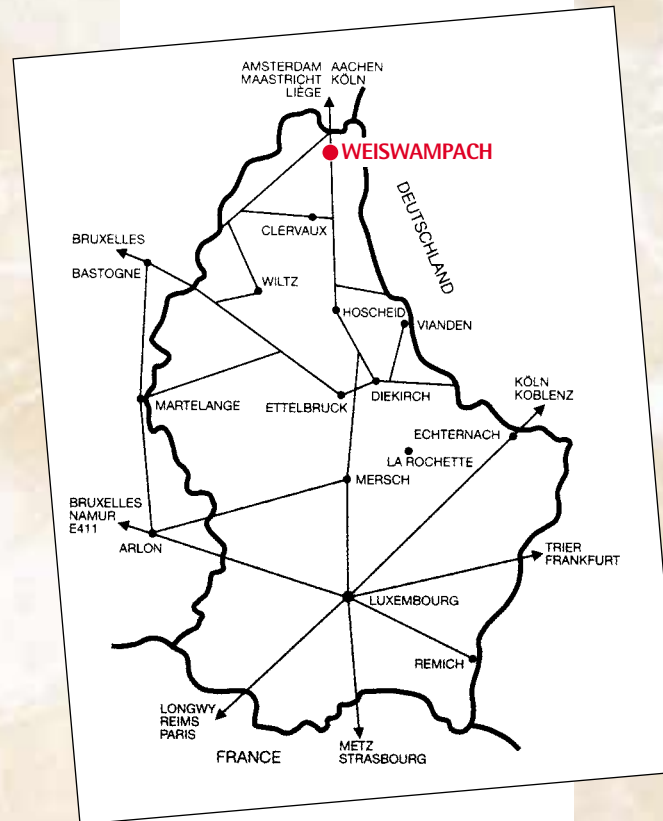 AMSTERDAM AACHEN
MAASTRICHT KÖLN
LIÈGE
WEISWAMPACH
DEUTSCHLAND
CLERVAUX
BRUXELLES
BASTOGNE
WILTZ
HOSCHEID
VIANDEN
KÖLN
KOBLENZ
MARTELANGE
ETTELBRUCK
DIEKIRCH
ECHTERNACH
LA ROCHETTE
MERSCH
BRUXELLES
NAMUR
E411
ARLON
TRIER
FRANKFURT
LUXEMBOURG
REMICH
LONGWY
REIMS
PARIS
METZ
STRASBOURG
FRANCE